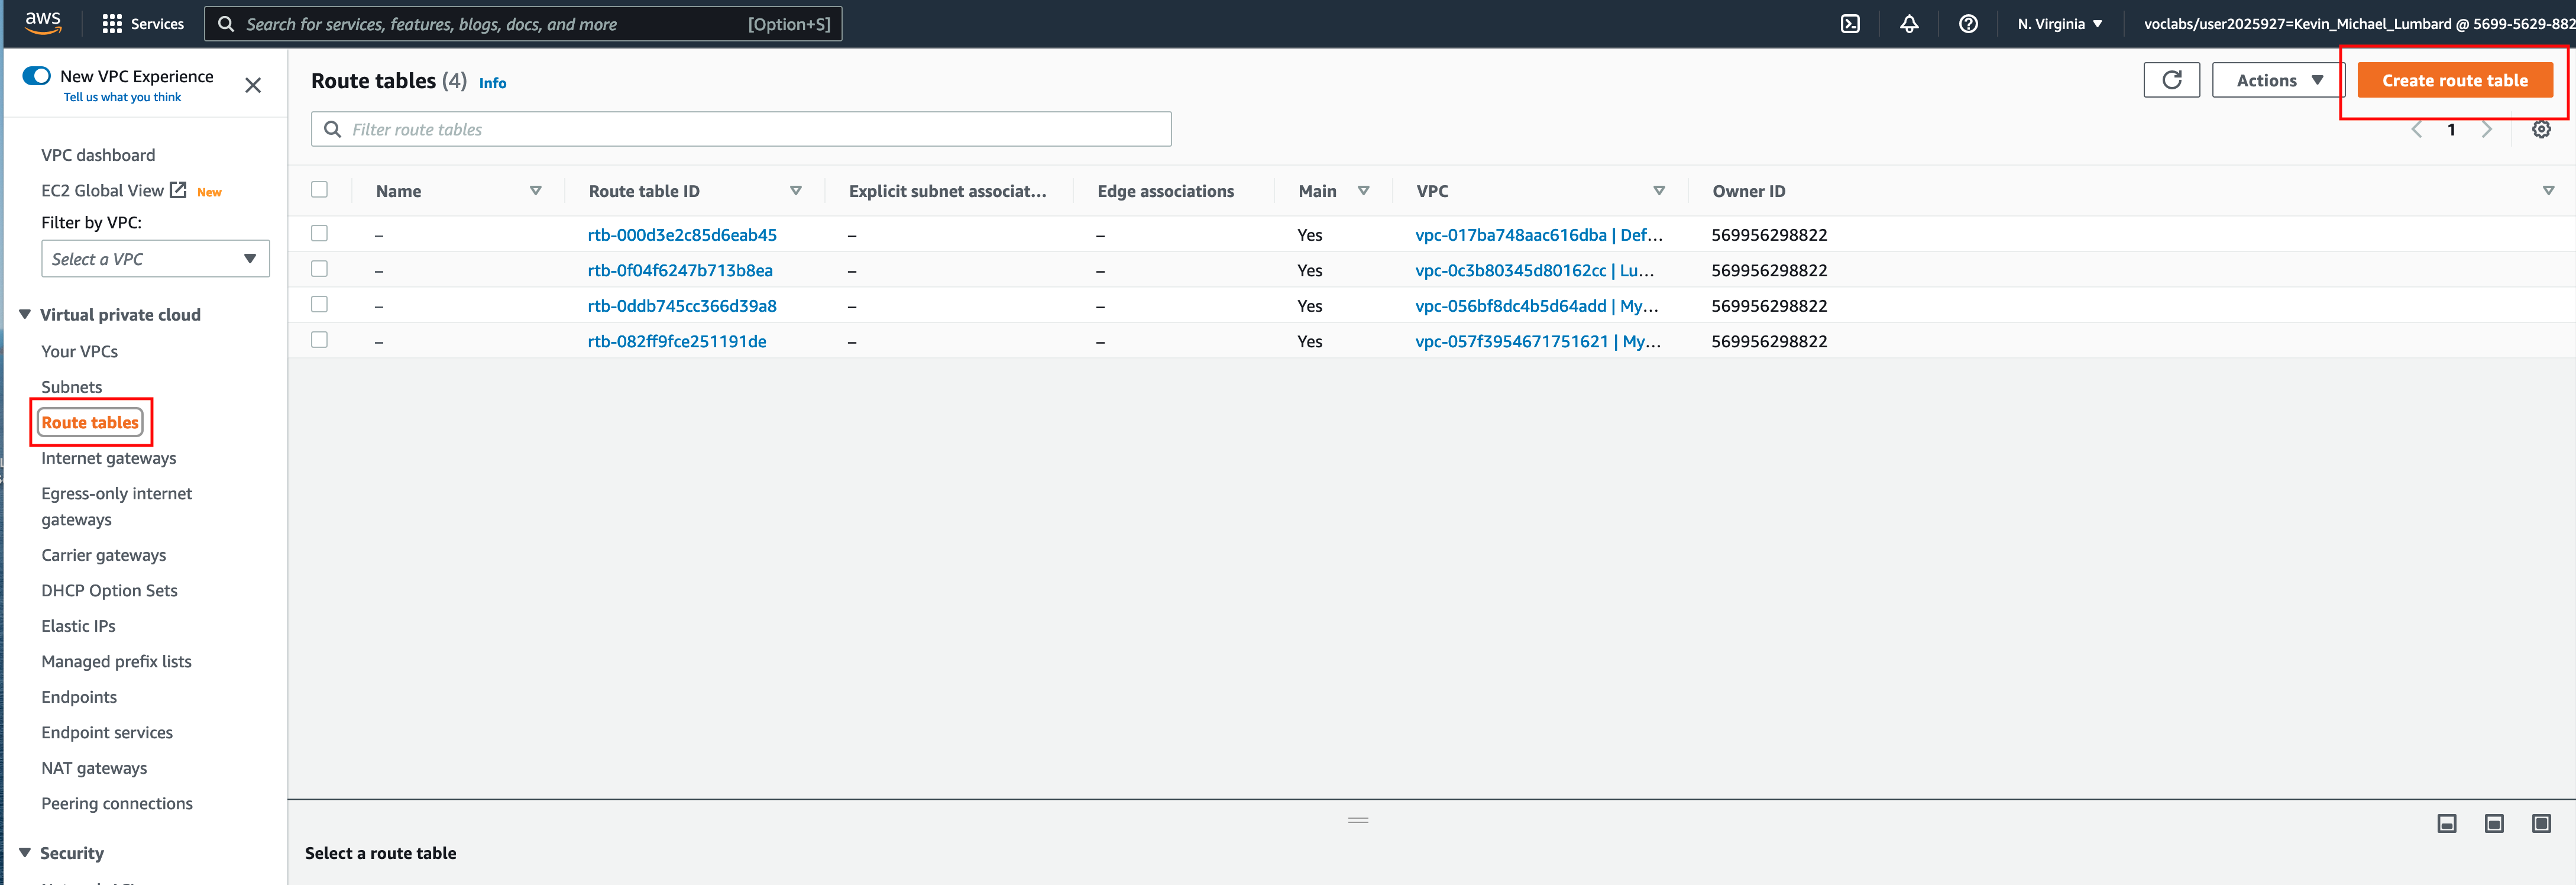 aws
Services
Search for services, features, blogs, docs, and more [Option+S]
N. Virginia
voclabs/user2025927=Kevin_Michael_Lumbard @ 5699-5629-882
New VPC Experience
Tell us what you think
VPC dashboard
EC2 Global View New
Filter by VPC:
Select a VPC
Virtual private cloud
Your VPCs
Subnets
Route tables
Internet gateways
Egress-only internet
gateways
Carrier gateways
DHCP Option Sets
Elastic IPs
Managed prefix lists
Endpoints
Endpoint services
NAT gateways
Peering connections
Security
Route tables (4) Info
Actions
Create route table
Filter route tables
1
Name Route table ID Explicit subnet associat... Edge associations Main VPC Owner ID
– rtb-000d3e2c85d6eab45 – – Yes vpc-017ba748aac616dba | Def... 569956298822
– rtb-0f04f6247b713b8ea – – Yes vpc-0c3b80345d80162cc | Lu... 569956298822
– rtb-0ddb745cc366d39a8 – – Yes vpc-056bf8dc4b5d64add | My... 569956298822
– rtb-082ff9fce251191de – – Yes vpc-057f3954671751621 | My... 569956298822
Select a route table